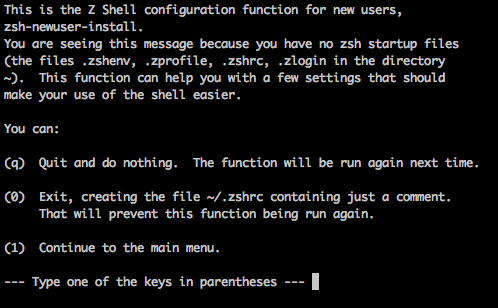 This is the Z Shell configuration function for new users,
zsh-newuser-install.
You are seeing this message because you have no zsh startup files
(the files .zshenv, .zprofile, .zshrc, .zlogin in the directory
~).  This function can help you with a few settings that should
make your use of the shell easier.

You can:

(q)  Quit and do nothing.  The function will be run again next time.

(0)  Exit, creating the file ~/.zshrc containing just a comment.
     That will prevent this function being run again.

(1)  Continue to the main menu.

--- Type one of the keys in parentheses ---